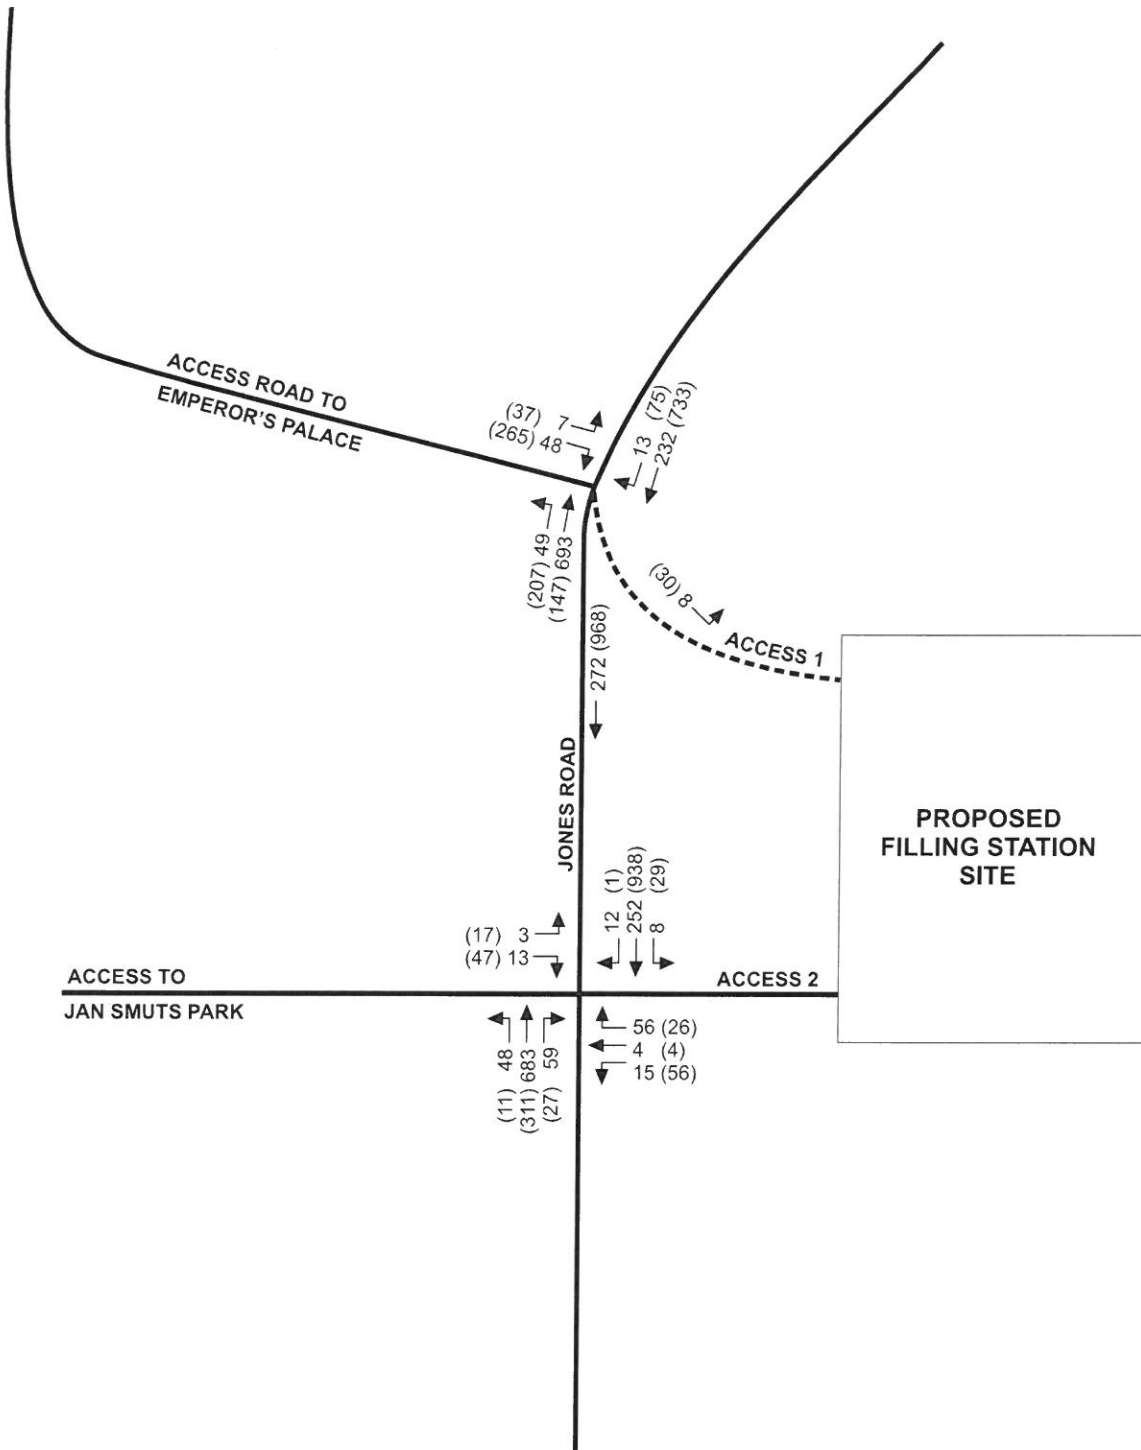 ACCESS ROAD TO
EMPEROR'S PALACE
(37) 7
(265) 48
13 (75)
232 (733)
(207) 49
(147) 693
(30) 8
ACCESS 1
272 (968)
JONES ROAD
PROPOSED
FILLING STATION
SITE
12 (1)
252 (938)
8 (29)
(17) 3
(47) 13
ACCESS TO
JAN SMUTS PARK
ACCESS 2
(11) 48
(311) 683
(27) 59
56 (26)
4 (4)
15 (56)